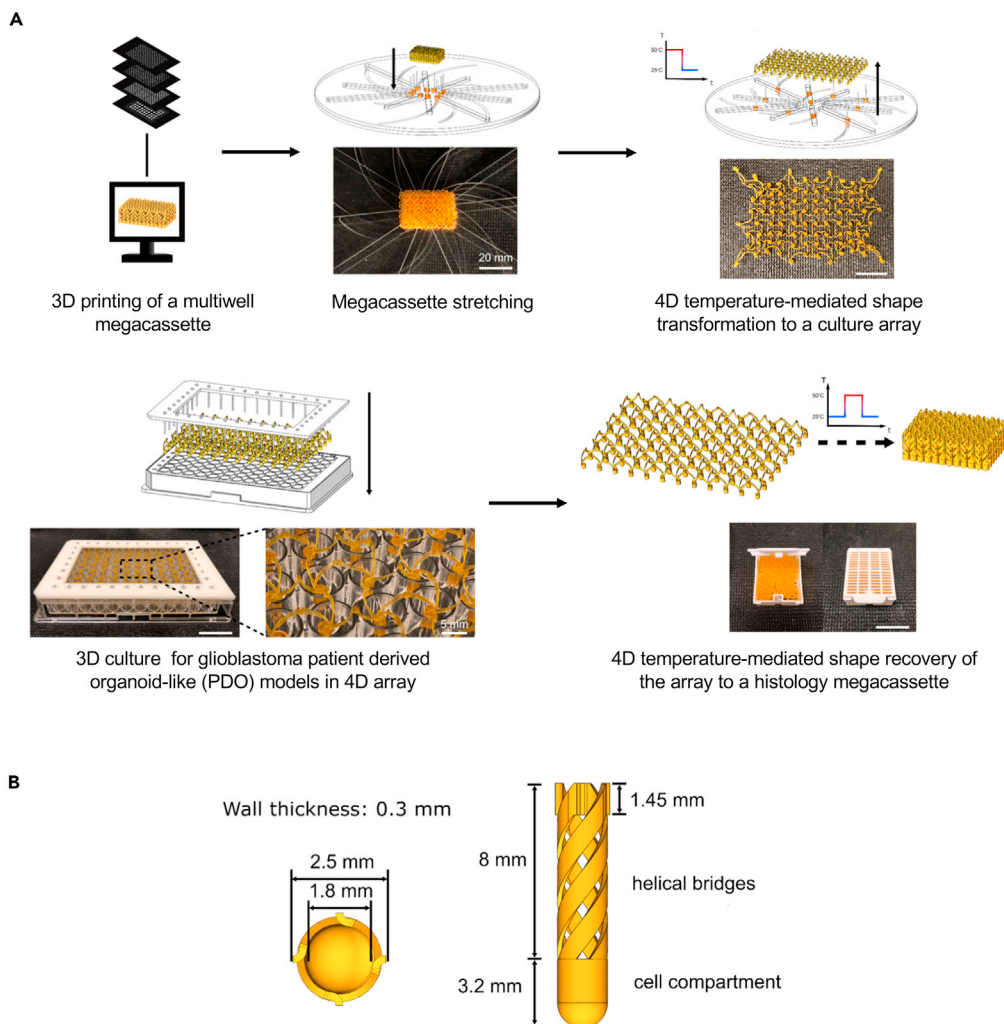 A
T
50°C
25°C
t
20 mm
3D printing of a multiwell
megacassette
Megacassette stretching
4D temperature-mediated shape
transformation to a culture array
T
50°C
25°C
t
5 mm
3D culture for glioblastoma patient derived
organoid-like (PDO) models in 4D array
4D temperature-mediated shape recovery of
the array to a histology megacassette
B
Wall thickness: 0.3 mm
2.5 mm
1.8 mm
8 mm
1.45 mm
helical bridges
3.2 mm
cell compartment